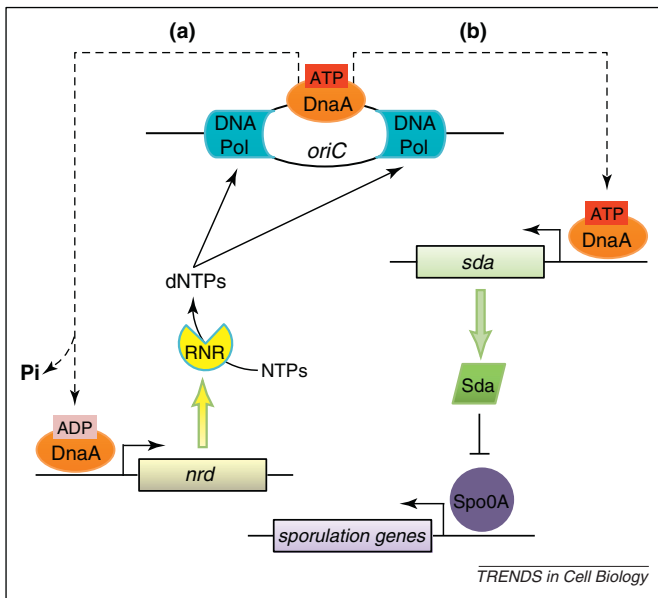 (a)
(b)
ATP
DnaA
DNA
Pol
oriC
DNA
Pol
ATP
DnaA
sda
dNTPs
RNR
NTPs
Pi
Sda
ADP
DnaA
nrd
Spo0A
sporulation genes
TRENDS in Cell Biology